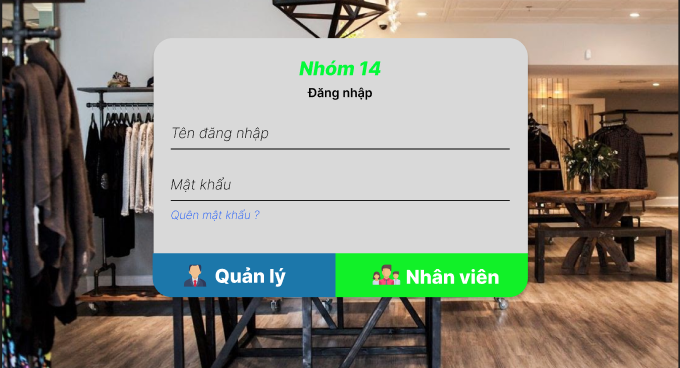 Nhóm 14
Đăng nhập
Tên đăng nhập
Mật khẩu
Quên mật khẩu ?
Quản lý
Nhân viên